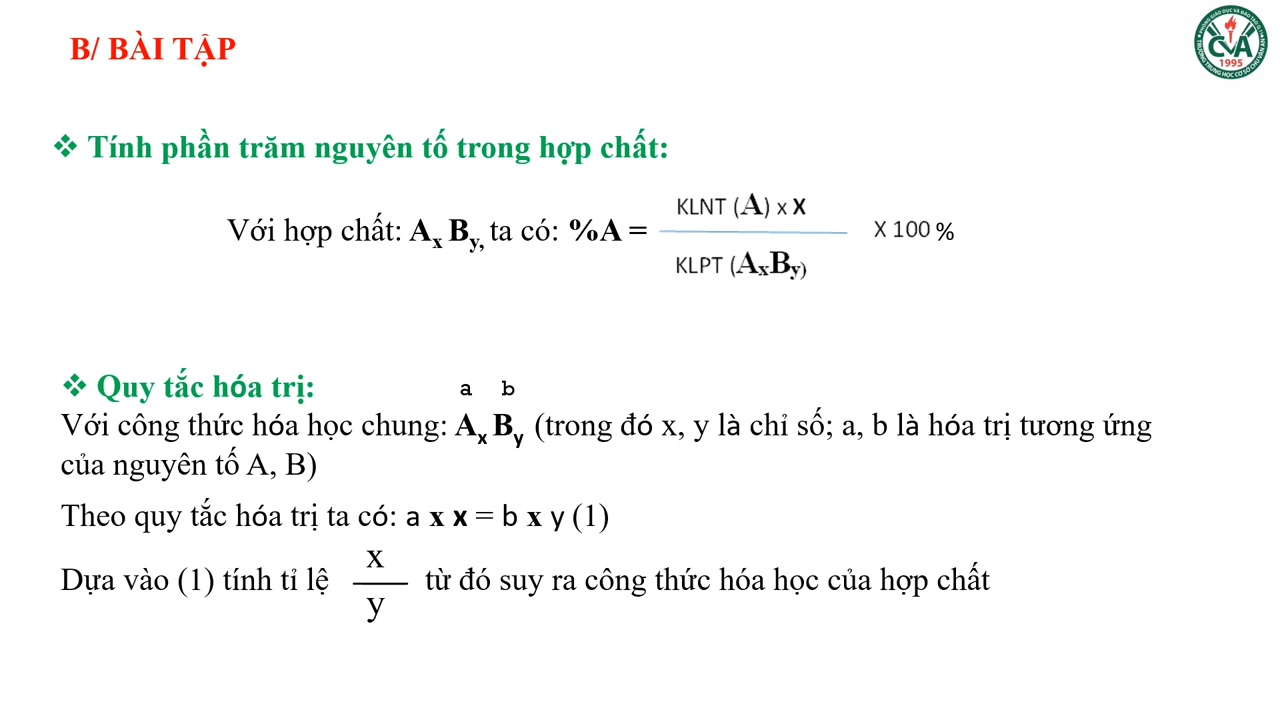 B/ BÀI TẬP
CVA
1995
❖ Tính phần trăm nguyên tố trong hợp chất:
KLNT (A) x X
Với hợp chất: Ax By, ta có: %A = X 100 %
KLPT (AxBy)
❖ Quy tắc hóa trị:
a b
Với công thức hóa học chung: Ax By (trong đó x, y là chỉ số; a, b là hóa trị tương ứng
của nguyên tố A, B)
Theo quy tắc hóa trị ta có: a x x = b x y (1)
x
Dựa vào (1) tính tỉ lệ từ đó suy ra công thức hóa học của hợp chất
y